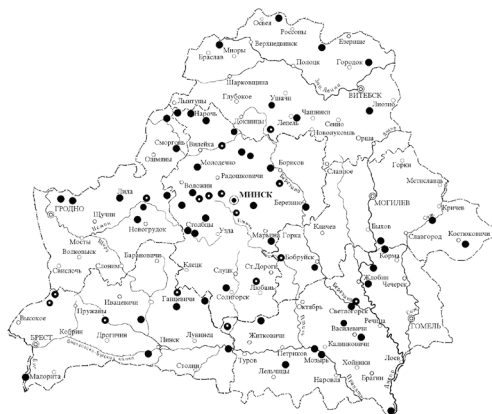 Освея
Россоны
Езерище
Верхнедвинск
Миоры
Браслав
Полоцк
Городок
Шарковщина
ВИТЕБСК
Глубокое
Ушачи
Лынтупы
Лиозно
Нарочь
Докшицы
Лепель
Чашники
Сенно
Новолукомль
Орша
Сморгонь
Вилейка
Ошмяны
Молодечно
Борисов
Горки
Радошковичи
Славное
Мстиславль
Воложин
МИНСК
Лида
Березино
МОГИЛЕВ
ГРОДНО
Щучин
Кричев
Столбцы
Новогрудок
Узда
Марьина Горка
Кличев
Быхов
Славгород
Костюковичи
Мосты
Волковыск
Барановичи
Слоним
Клецк
Свислочь
Корма
Ст.Дороги
Бобруйск
Слуцк
Жлобин
Чечерск
Любань
Солигорск
Ивацевичи
Ганцевичи
Октябрь
Высокое
Пружаны
Светлогорск
Речица
ГОМЕЛЬ
Василевичи
БРЕСТ
Кобрин
Дрогичин
Лунинец
Житковичи
Калинковичи
Пинск
Туров
Петриков
Мозырь
Хойники
Лоев
Малорита
Столин
Лельчицы
Наровля
Брагин